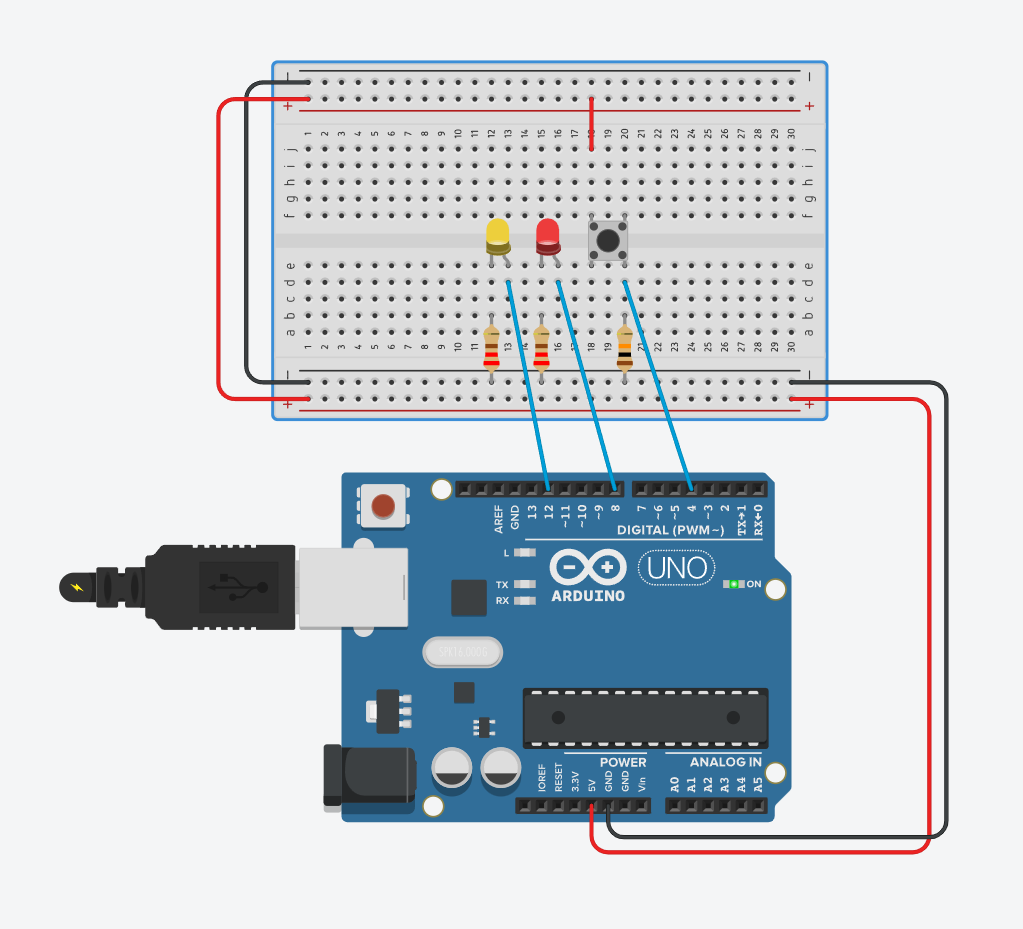 − −
+ +
1 2 3 4 5 6 7 8 9 10 11 12 13 14 15 16 17 18 19 20 21 22 23 24 25 26 27 28 29 30
j j
i i
h h
g g
f f
e e
d d
c c
b b
a a
1 2 3 4 5 6 7 8 9 10 11 12 13 14 15 16 17 18 19 20 21 22 23 24 25 26 27 28 29 30
− −
+ +
AREF GND 13 12 ~11 ~10 ~9 8 7 ~6 ~5 4 ~3 2 TX→1 RX←0
DIGITAL (PWM~)
L
UNO
TX ON
RX ARDUINO
SPK16.000G
POWER ANALOG IN
IOREF RESET 3.3V 5V GND GND Vin A0 A1 A2 A3 A4 A5